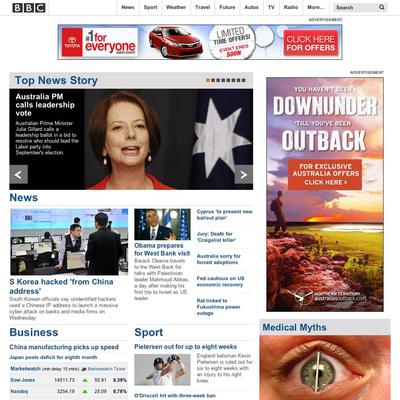 BBC
News
Sport
Weather
Travel
Future
Autos
TV
Radio
More...
Search
ADVERTISEMENT
TOYOTA
#1 for
everyone
LIMITED
TIME OFFERS!
EVENT ENDS
SOON
CLICK HERE
FOR OFFERS
ADVERTISEMENT
Top News Story
Australia PM
calls leadership
vote
Australian Prime Minister
Julia Gillard calls a
leadership ballot in a bid to
resolve who should lead the
Labor party into
September's election.
YOU HAVEN'T BEEN
DOWNUNDER
'TILL YOU'VE BEEN
OUTBACK
FOR EXCLUSIVE
AUSTRALIA OFFERS
CLICK HERE >
NORTHERN TERRITORY
australiasoutback.com
News
S Korea hacked 'from China
address'
South Korean officials say unidentified hackers
used a Chinese IP address to launch a massive
cyber attack on banks and media firms on
Wednesday.
Obama prepares
for West Bank visit
Barack Obama travels
to the West Bank for
talks with Palestinian
leader Mahmoud Abbas,
a day after making his
first trip to Israel as US
leader.
Cyprus 'to present new
bailout plan'
Jury: Death for
'Craigslist killer'
Australia sorry for
forced adoptions
Fed cautious on US
economic recovery
Rat linked to
Fukushima power
outage
Business
China manufacturing picks up speed
Japan posts deficit for eighth month
Marketwatch (min delay 15 mins) Marketwatch Ticker
Dow Jones 14511.73 55.91 0.39%
Nasdaq 3254.19 25.09 0.78%
Sport
Pietersen out for up to eight weeks
England batsman Kevin
Pietersen is ruled out for
six to eight weeks with
an injury to his right
knee.
O'Driscoll hit with three-week ban
Medical Myths